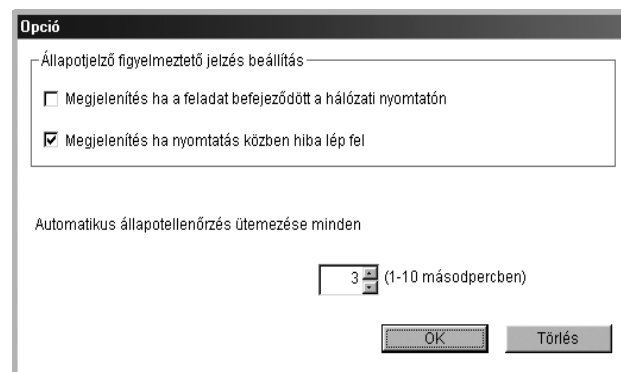 Opció
Állapotjelző figyelmeztető jelzés beállítás
Megjelenítés ha a feladat befejeződött a hálózati nyomtatón
Megjelenítés ha nyomtatás közben hiba lép fel
Automatikus állapotellenőrzés ütemezése minden
3 (1-10 másodpercben)
OK Törlés